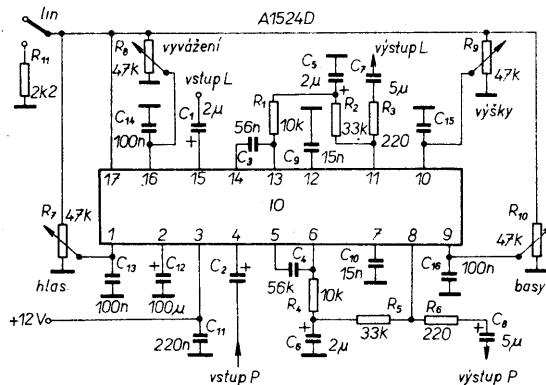 A1524D
lin
R11
2k2
R8
47k
vyvážení
vstup L
C14
100n
C1
2µ
+
56n
C3
R1
10k
C5
2µ
+
C9
15n
R2
33k
výstup L
C7
5µ
R3
220
C15
R9
47k
výšky
17 16 15 14 13 12 11 10
IO
1 2 3 4 5 6 7 8 9
R7
47k
hlas.
C13
100n
+
C12
100µ
+12V
C11
220n
C2
+
vstup P
C4
56k
R4
10k
+
C6
2µ
C10
15n
R5
33k
R6
220
C8
+
5µ
výstup P
C16
100n
R10
47k
basy